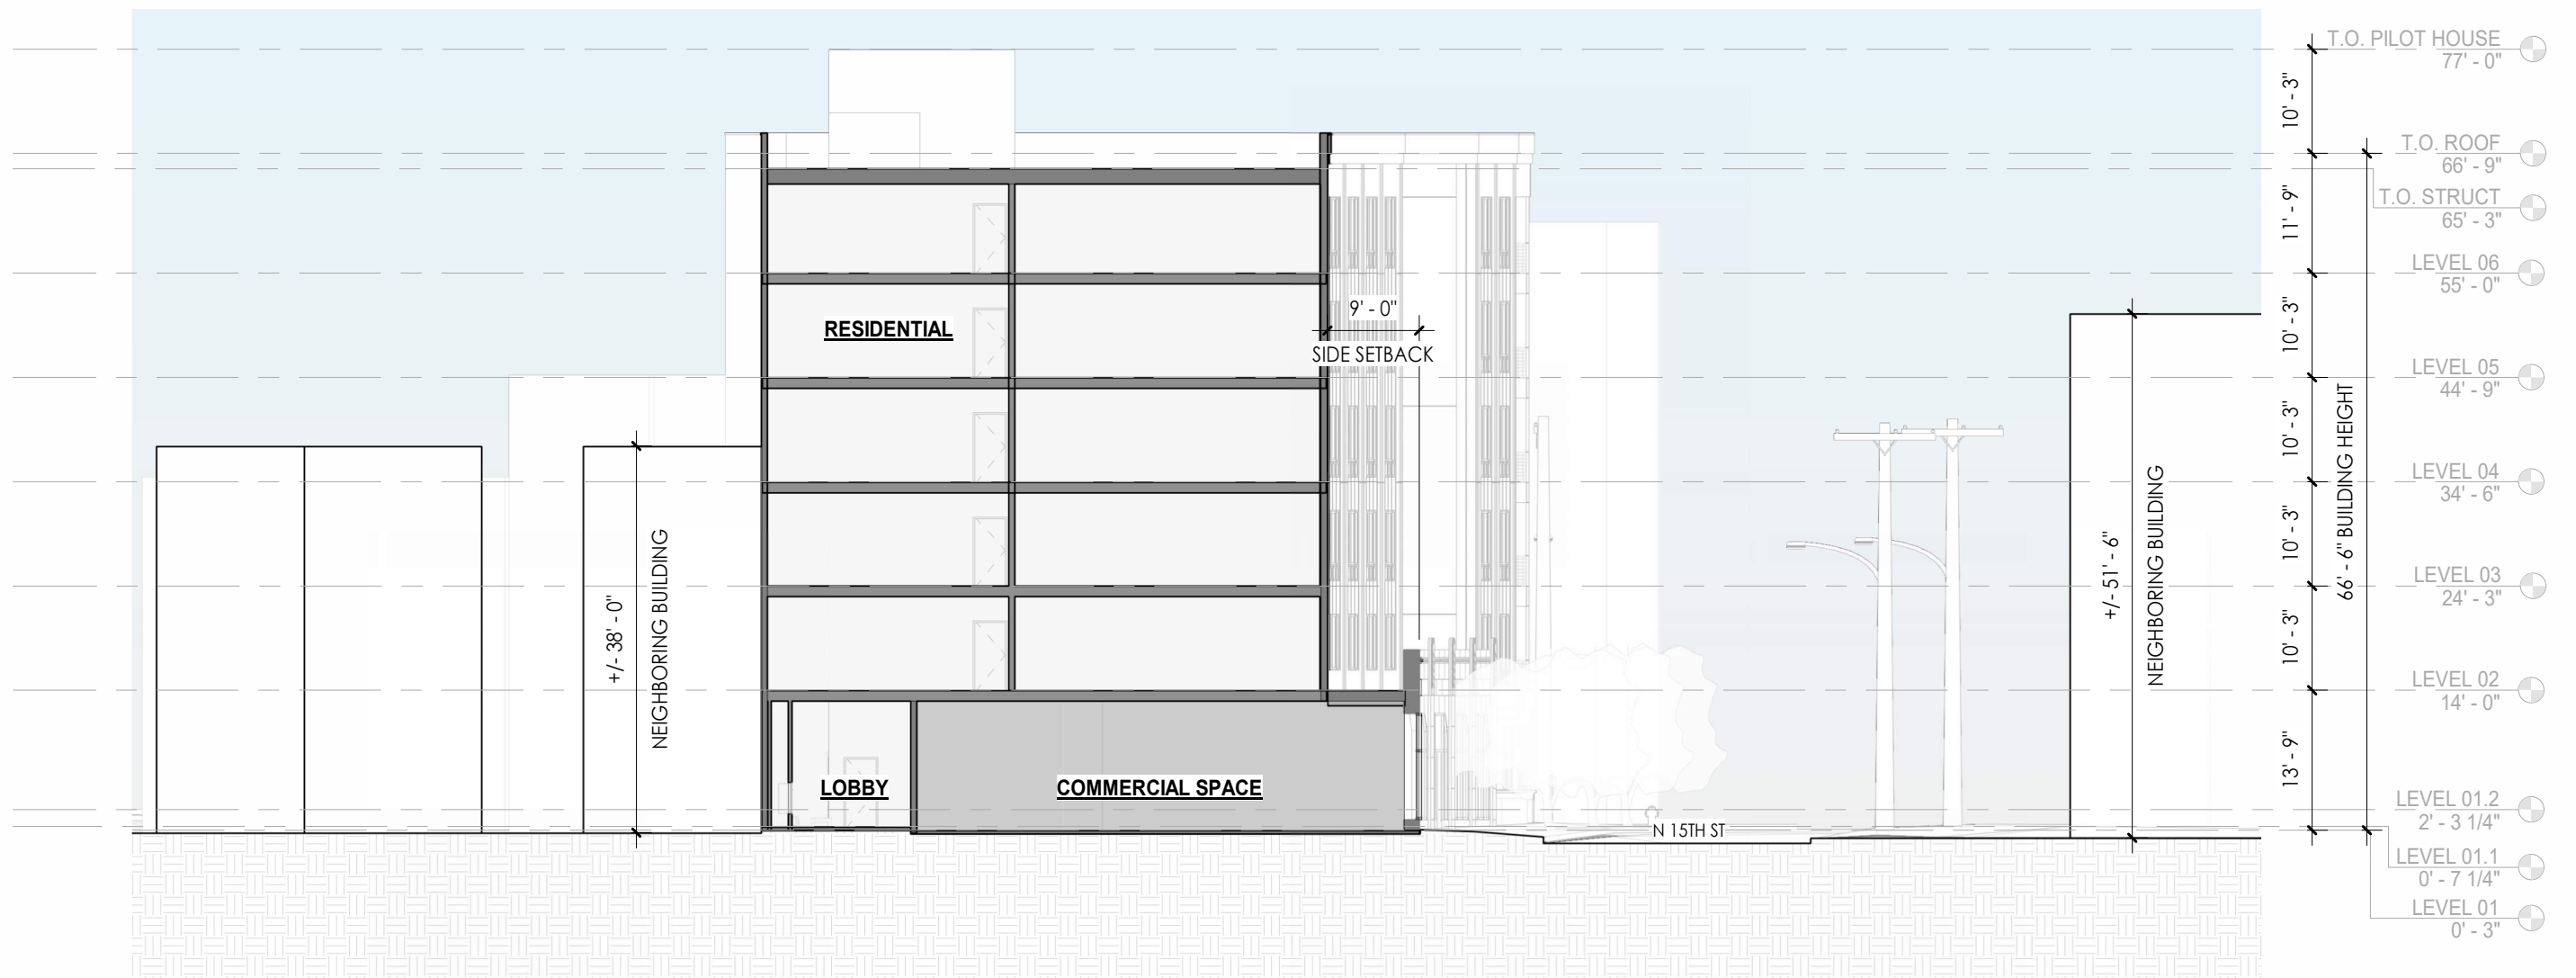 T.O. PILOT HOUSE
77' - 0"
10' - 3"
T.O. ROOF
66' - 9"
T.O. STRUCT
65' - 3"
11' - 9"
LEVEL 06
55' - 0"
10' - 3"
RESIDENTIAL
9' - 0"
SIDE SETBACK
LEVEL 05
44' - 9"
10' - 3"
66' - 6" BUILDING HEIGHT
LEVEL 04
34' - 6"
10' - 3"
+/- 38' - 0"
NEIGHBORING BUILDING
+/- 51' - 6"
NEIGHBORING BUILDING
LEVEL 03
24' - 3"
10' - 3"
LEVEL 02
14' - 0"
13' - 9"
LOBBY
COMMERCIAL SPACE
N 15TH ST
LEVEL 01.2
2' - 3 1/4"
LEVEL 01.1
0' - 7 1/4"
LEVEL 01
0' - 3"